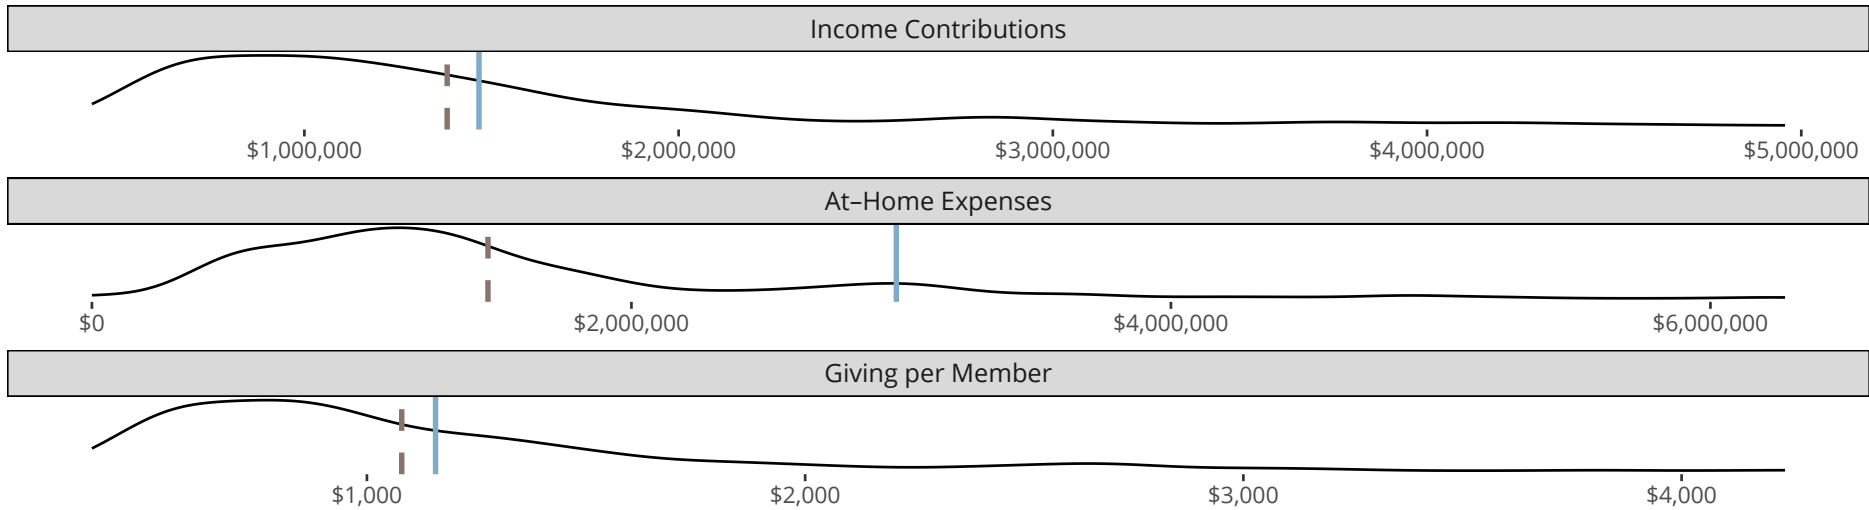 Income Contributions
$1,000,000 $2,000,000 $3,000,000 $4,000,000 $5,000,000
At–Home Expenses
$0 $2,000,000 $4,000,000 $6,000,000
Giving per Member
$1,000 $2,000 $3,000 $4,000